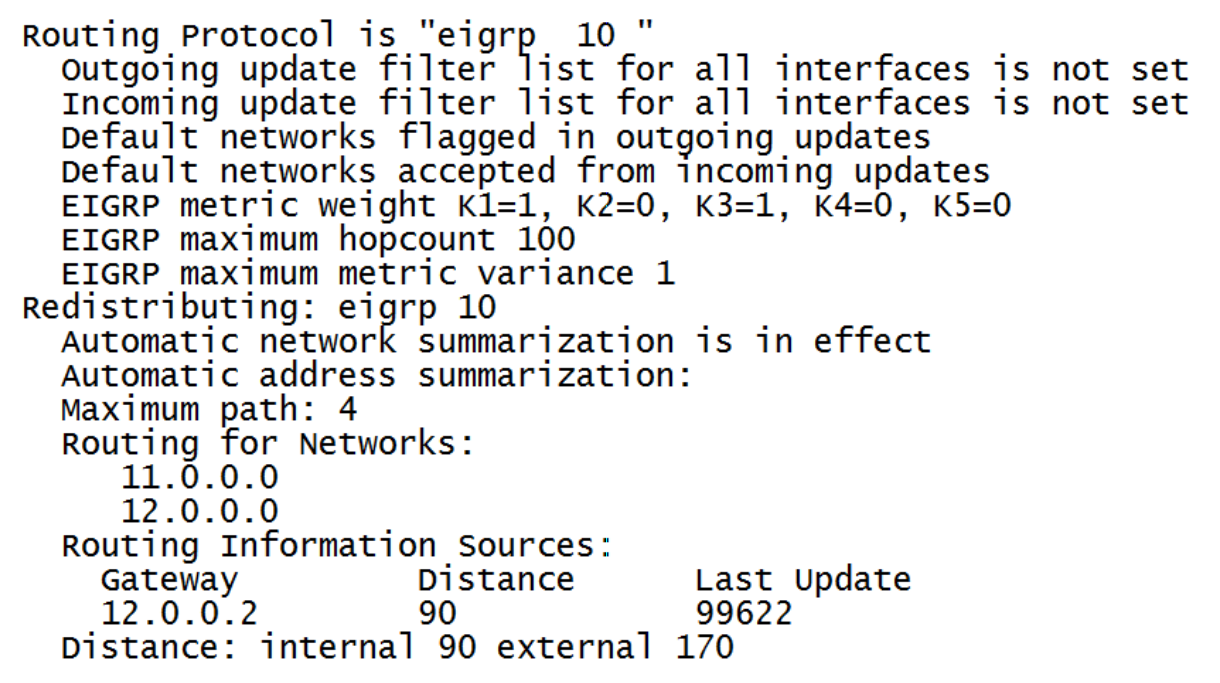 Routing Protocol is "eigrp  10 "
  Outgoing update filter list for all interfaces is not set
  Incoming update filter list for all interfaces is not set
  Default networks flagged in outgoing updates
  Default networks accepted from incoming updates
  EIGRP metric weight K1=1, K2=0, K3=1, K4=0, K5=0
  EIGRP maximum hopcount 100
  EIGRP maximum metric variance 1
Redistributing: eigrp 10
  Automatic network summarization is in effect
  Automatic address summarization:
  Maximum path: 4
  Routing for Networks:
     11.0.0.0
     12.0.0.0
  Routing Information Sources:
    Gateway         Distance      Last Update
    12.0.0.2        90            99622
  Distance: internal 90 external 170